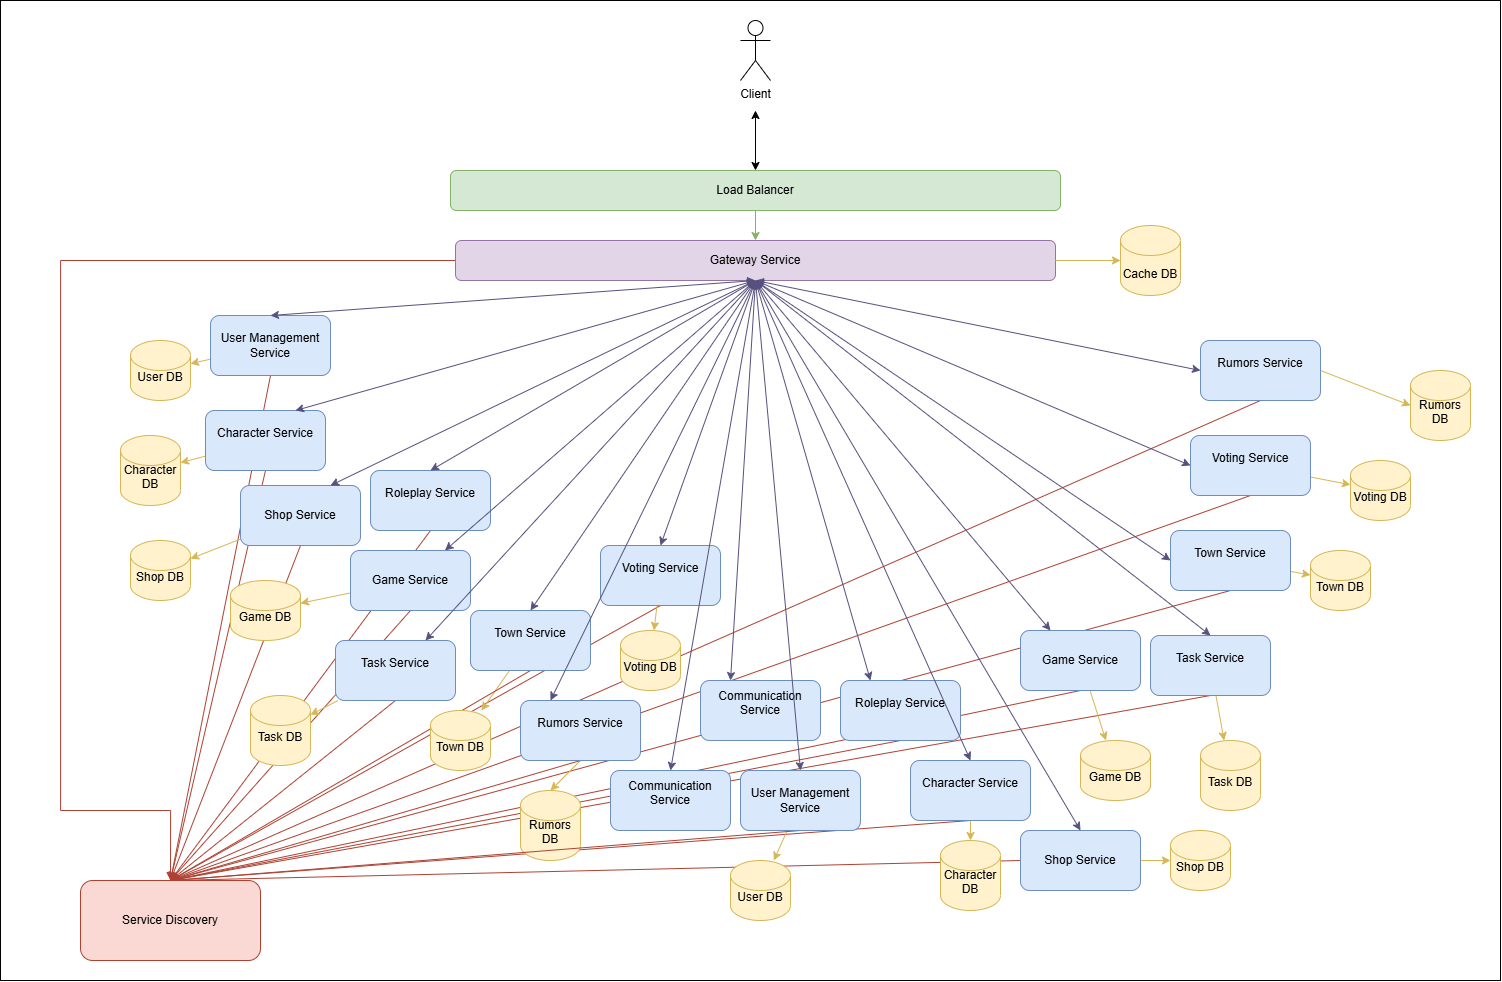 Client
Load Balancer
Gateway Service
Cache DB
User Management
Service
User DB
Rumors Service
Rumors
DB
Character Service
Character
DB
Voting Service
Voting DB
Roleplay Service
Shop Service
Shop DB
Town Service
Town DB
Voting Service
Voting DB
Game Service
Game DB
Town Service
Town DB
Task Service
Task DB
Game Service
Game DB
Task Service
Task DB
Communication
Service
Roleplay Service
Rumors Service
Rumors
DB
Communication
Service
User Management
Service
User DB
Character Service
Character
DB
Shop Service
Shop DB
Service Discovery